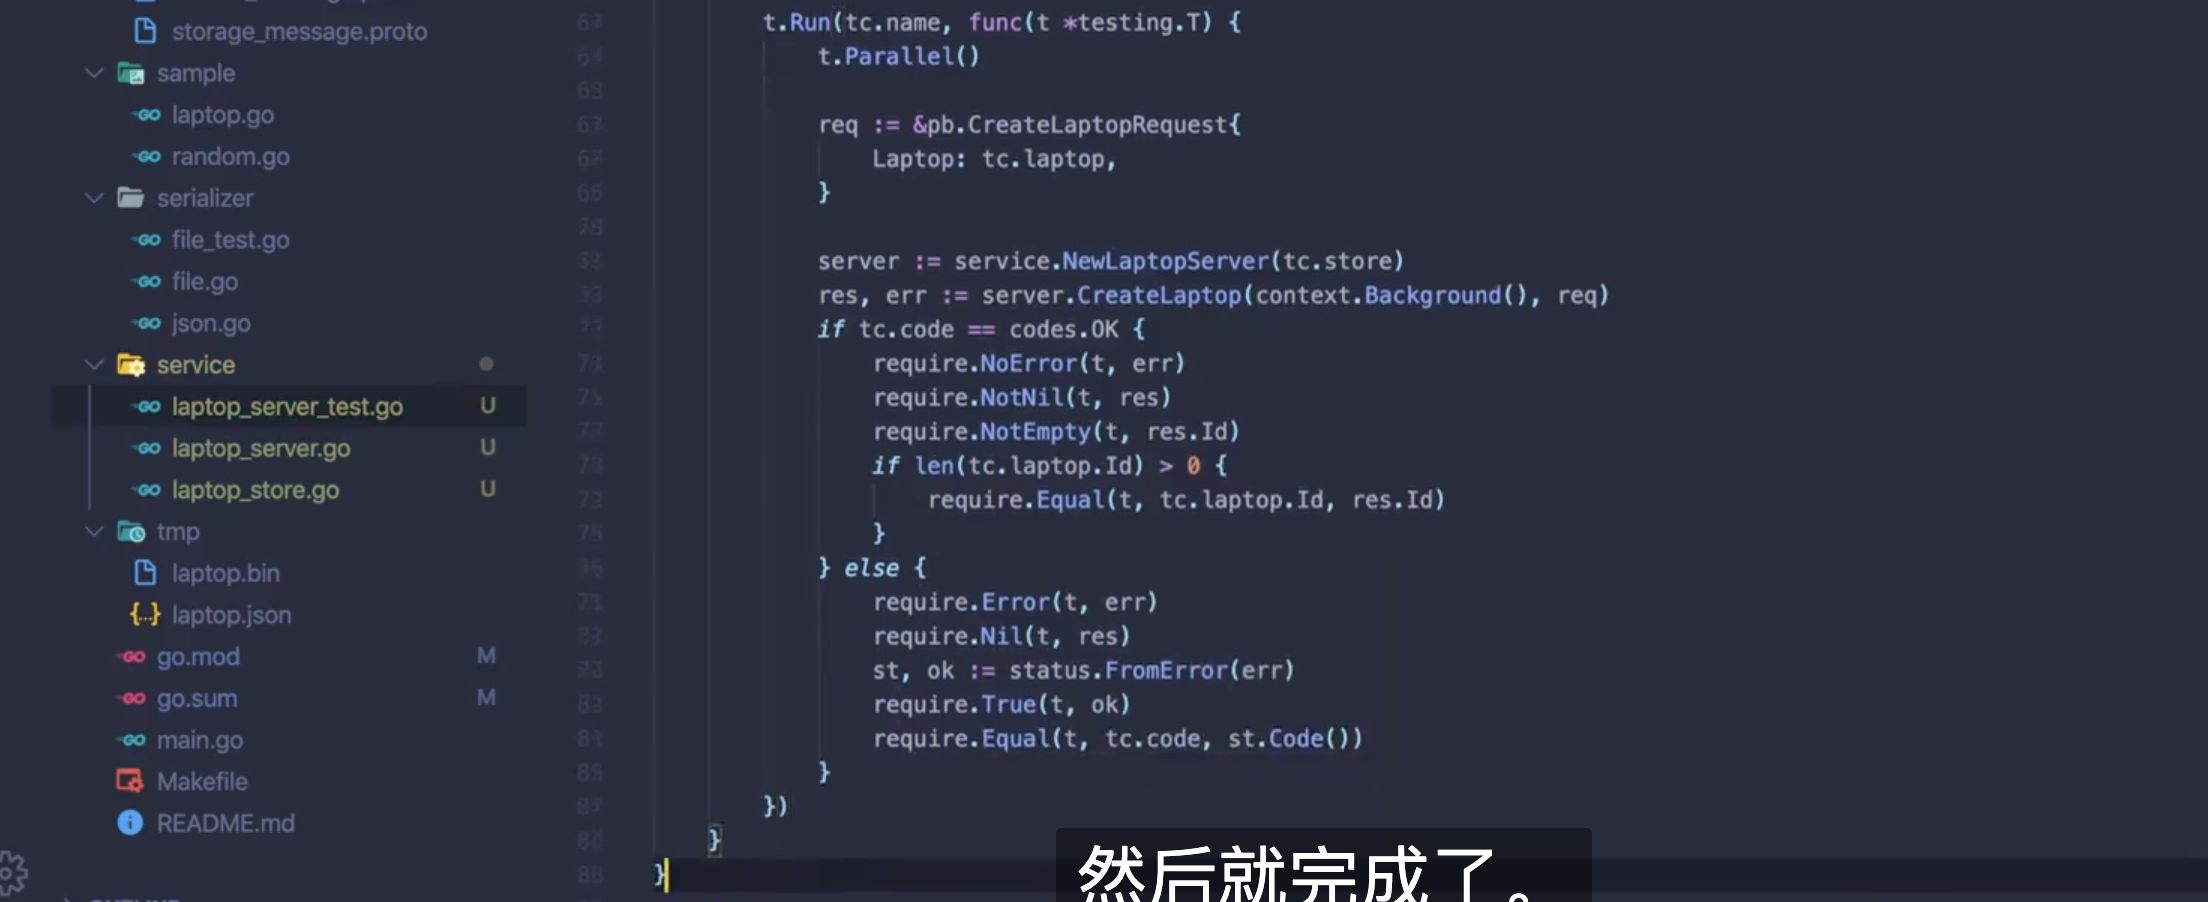 storage_message.proto
sample
laptop.go
random.go
serializer
file_test.go
file.go
json.go
service
laptop_server_test.go U
laptop_server.go U
laptop_store.go U
tmp
laptop.bin
laptop.json
go.mod M
go.sum M
main.go
Makefile
README.md
t.Run(tc.name, func(t *testing.T) {
t.Parallel()
req := &pb.CreateLaptopRequest{
Laptop: tc.laptop,
}
server := service.NewLaptopServer(tc.store)
res, err := server.CreateLaptop(context.Background(), req)
if tc.code == codes.OK {
require.NoError(t, err)
require.NotNil(t, res)
require.NotEmpty(t, res.Id)
if len(tc.laptop.Id) > 0 {
require.Equal(t, tc.laptop.Id, res.Id)
}
} else {
require.Error(t, err)
require.Nil(t, res)
st, ok := status.FromError(err)
require.True(t, ok)
require.Equal(t, tc.code, st.Code())
}
})
}
}
然后就完成了。